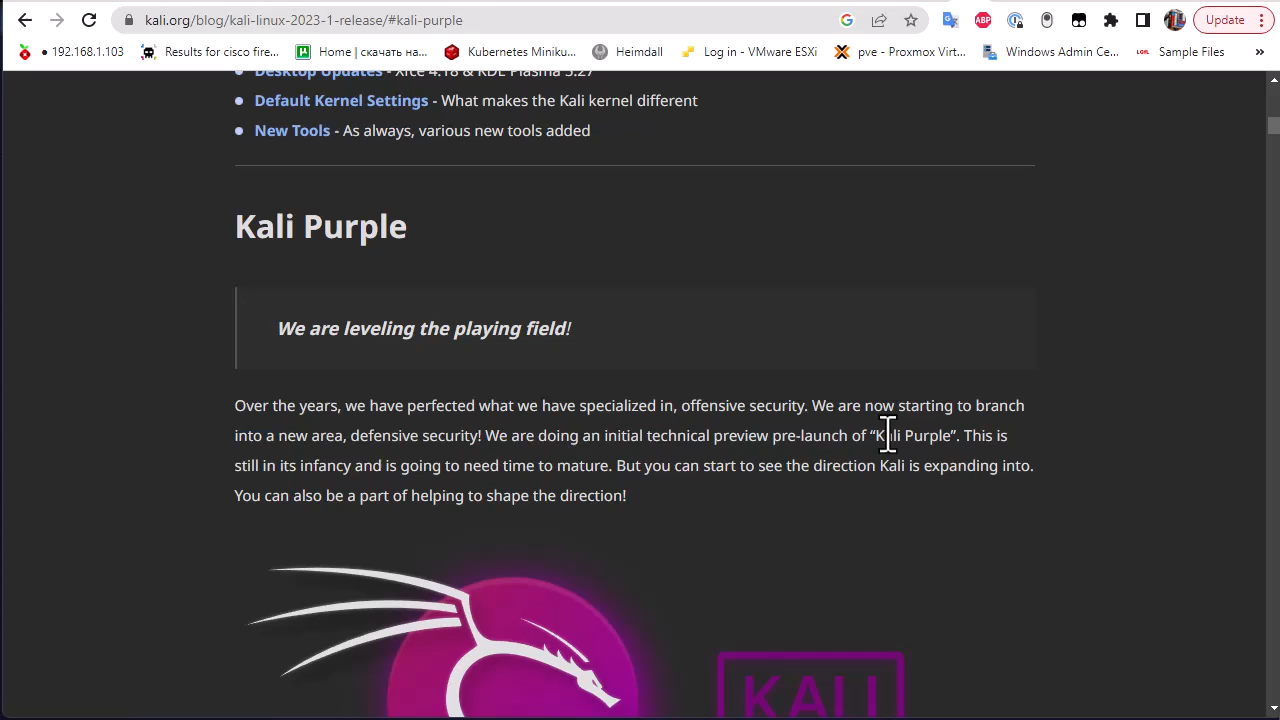 kali.org/blog/kali-linux-2023-1-release/#kali-purple
Update
192.168.1.103
Results for cisco fire...
Home | скачать на...
Kubernetes Miniku...
Heimdall
Log in - VMware ESXi
pve - Proxmox Virt...
Windows Admin Ce...
Sample Files
»
Desktop Updates - Xfce 4.18 & KDE Plasma 5.27
Default Kernel Settings - What makes the Kali kernel different
New Tools - As always, various new tools added
Kali Purple
We are leveling the playing field!
Over the years, we have perfected what we have specialized in, offensive security. We are now starting to branch
into a new area, defensive security! We are doing an initial technical preview pre-launch of “Kali Purple”. This is
still in its infancy and is going to need time to mature. But you can start to see the direction Kali is expanding into.
You can also be a part of helping to shape the direction!
KALI